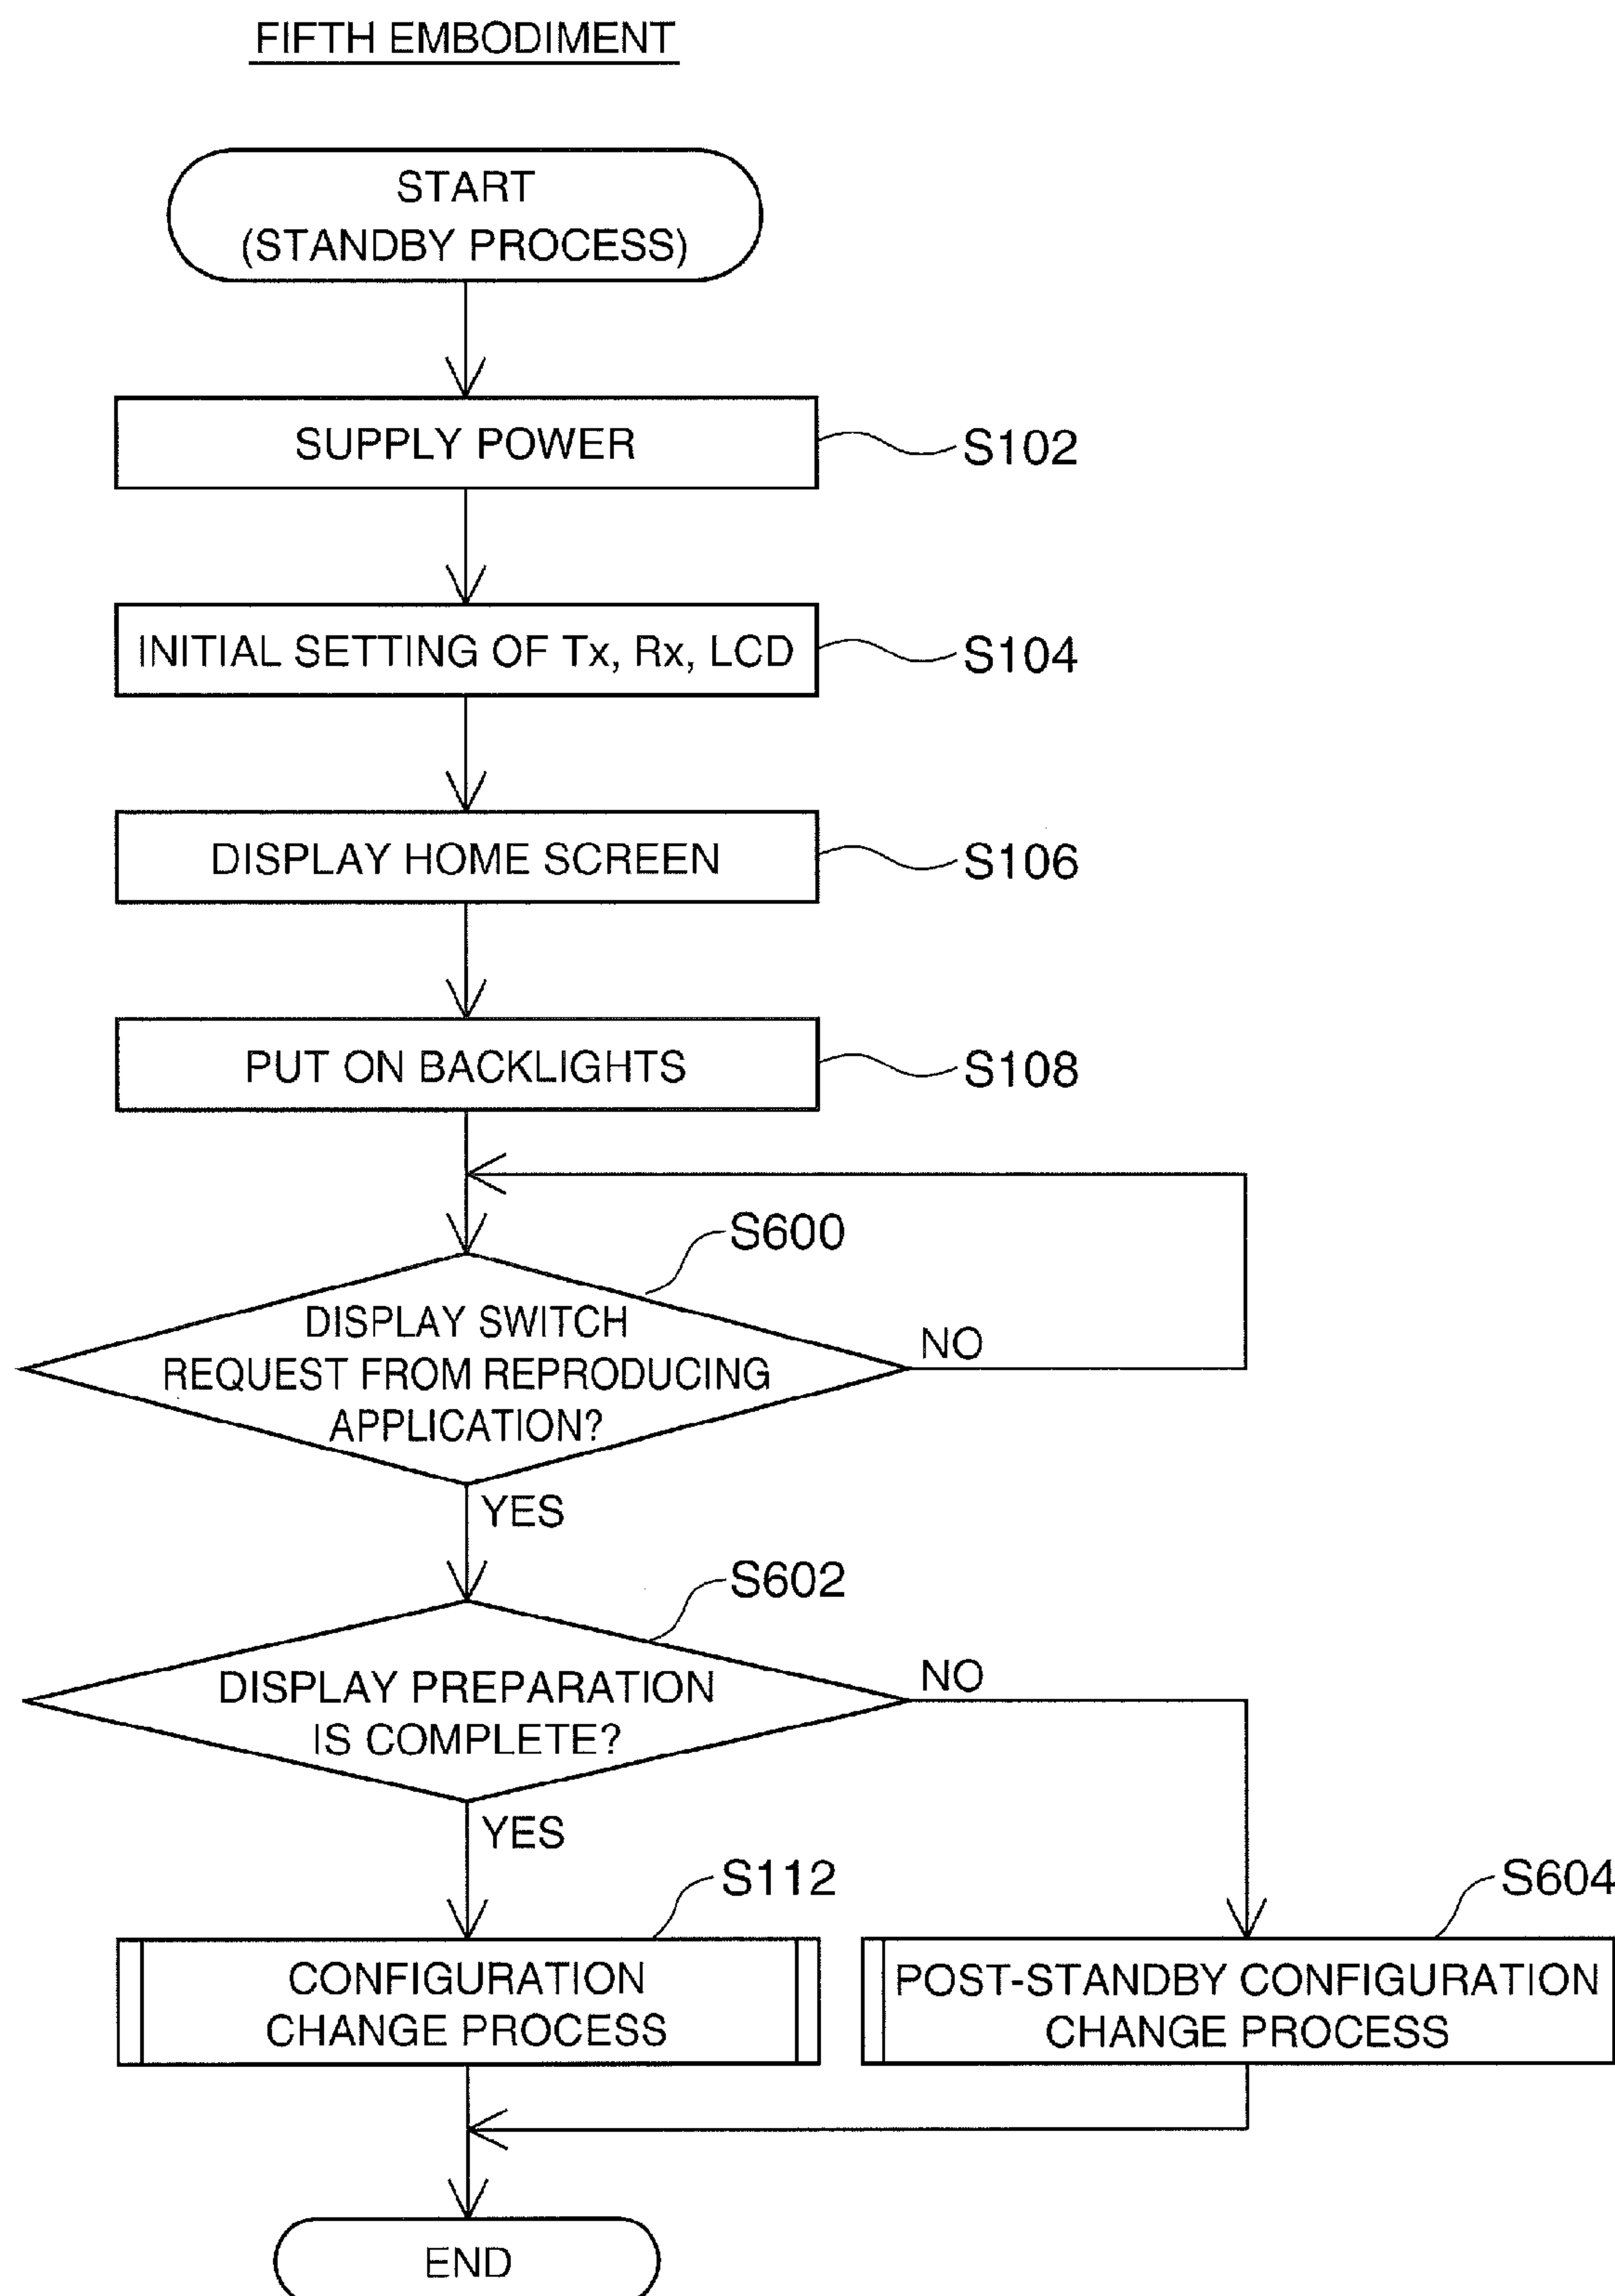 FIFTH EMBODIMENT
START
(STANDBY PROCESS)
SUPPLY POWER
S102
INITIAL SETTING OF Tx, Rx, LCD
S104
DISPLAY HOME SCREEN
S106
PUT ON BACKLIGHTS
S108
S600
DISPLAY SWITCH
REQUEST FROM REPRODUCING
APPLICATION?
NO
YES
S602
DISPLAY PREPARATION
IS COMPLETE?
NO
YES
S112
S604
CONFIGURATION
CHANGE PROCESS
POST-STANDBY CONFIGURATION
CHANGE PROCESS
END